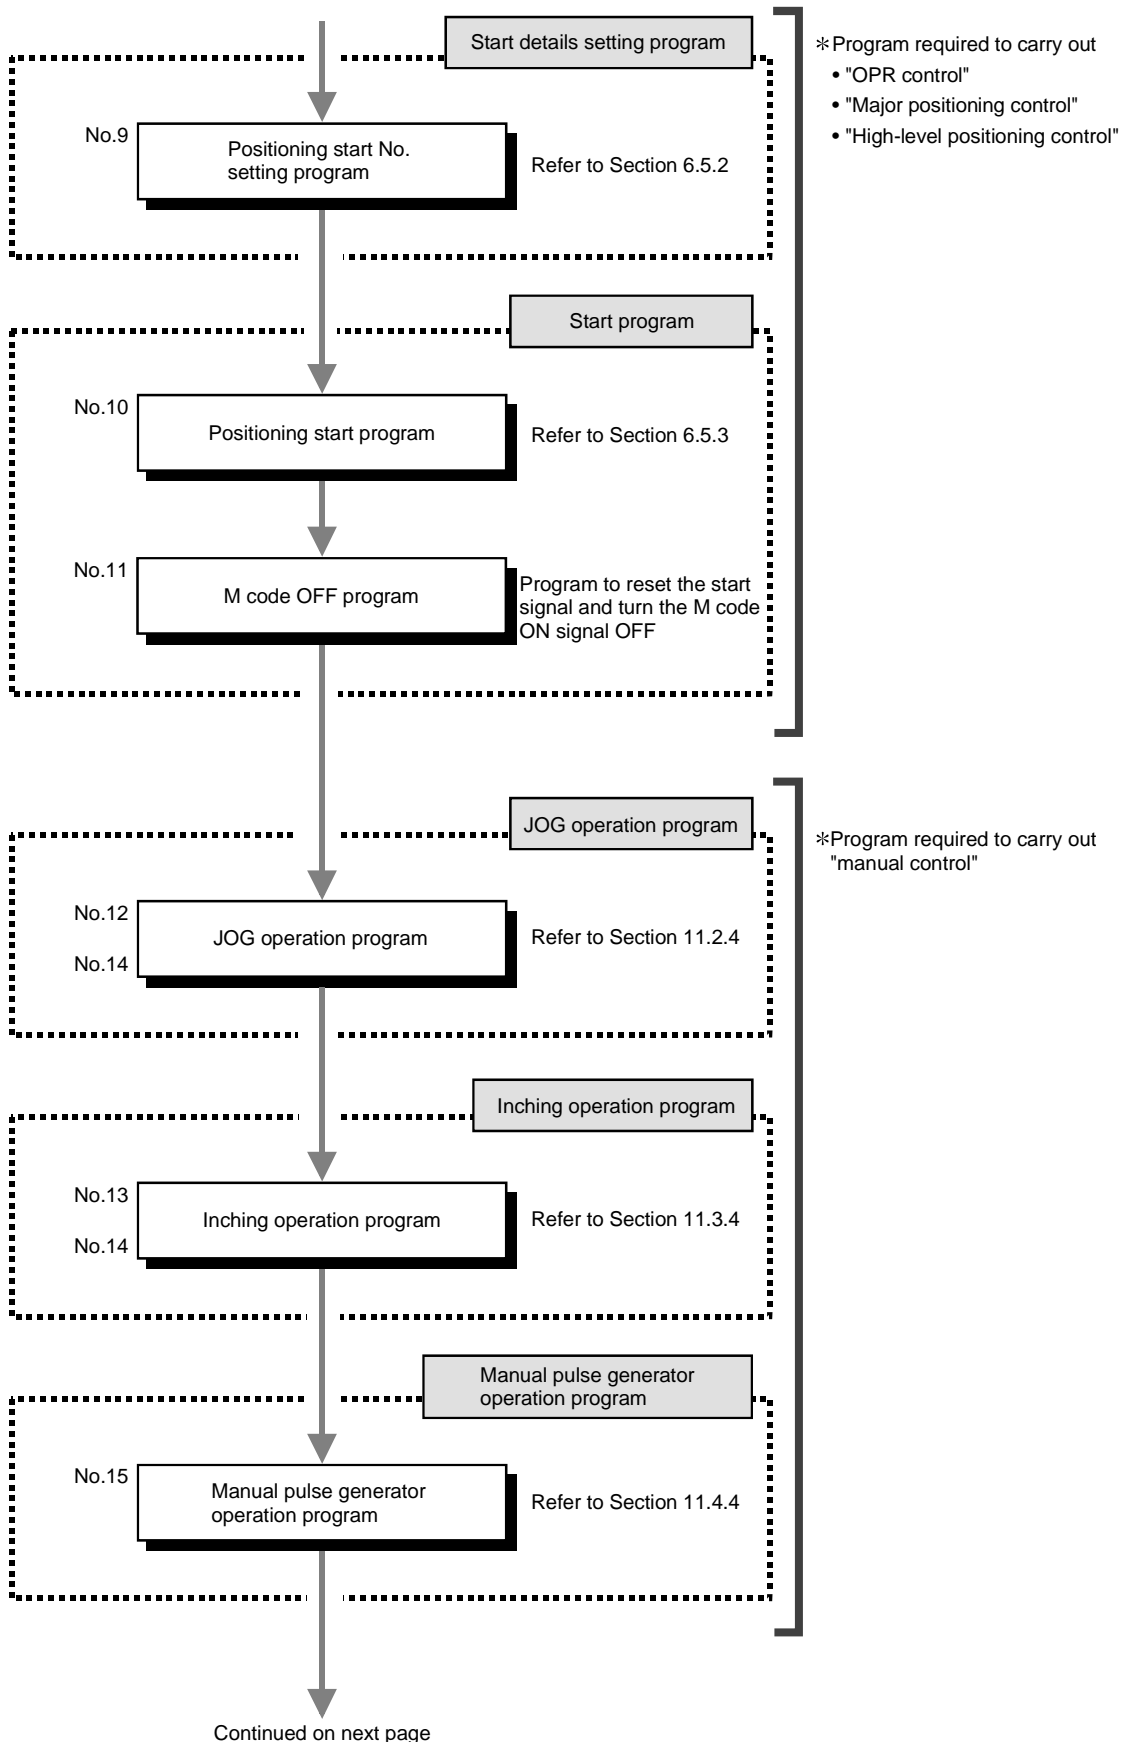 Start details setting program
*Program required to carry out
• "OPR control"
• "Major positioning control"
• "High-level positioning control"
No.9
Positioning start No.
setting program
Refer to Section 6.5.2
Start program
No.10
Positioning start program
Refer to Section 6.5.3
No.11
M code OFF program
Program to reset the start
signal and turn the M code
ON signal OFF
JOG operation program
*Program required to carry out
"manual control"
No.12
JOG operation program
Refer to Section 11.2.4
No.14
Inching operation program
No.13
Inching operation program
Refer to Section 11.3.4
No.14
Manual pulse generator
operation program
No.15
Manual pulse generator
operation program
Refer to Section 11.4.4
Continued on next page